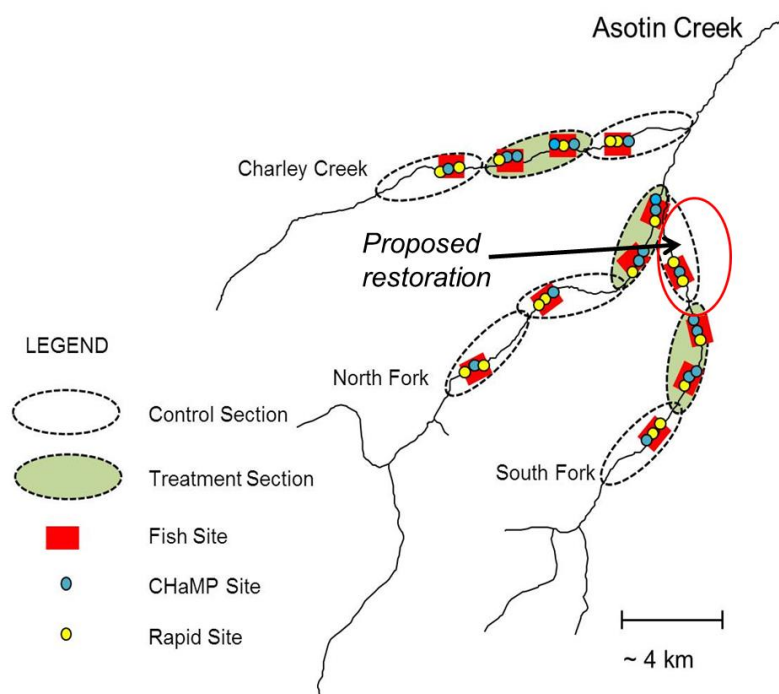 Asotin Creek
Charley Creek
Proposed
restoration
North Fork
South Fork
LEGEND
Control Section
Treatment Section
Fish Site
CHaMP Site
Rapid Site
~ 4 km